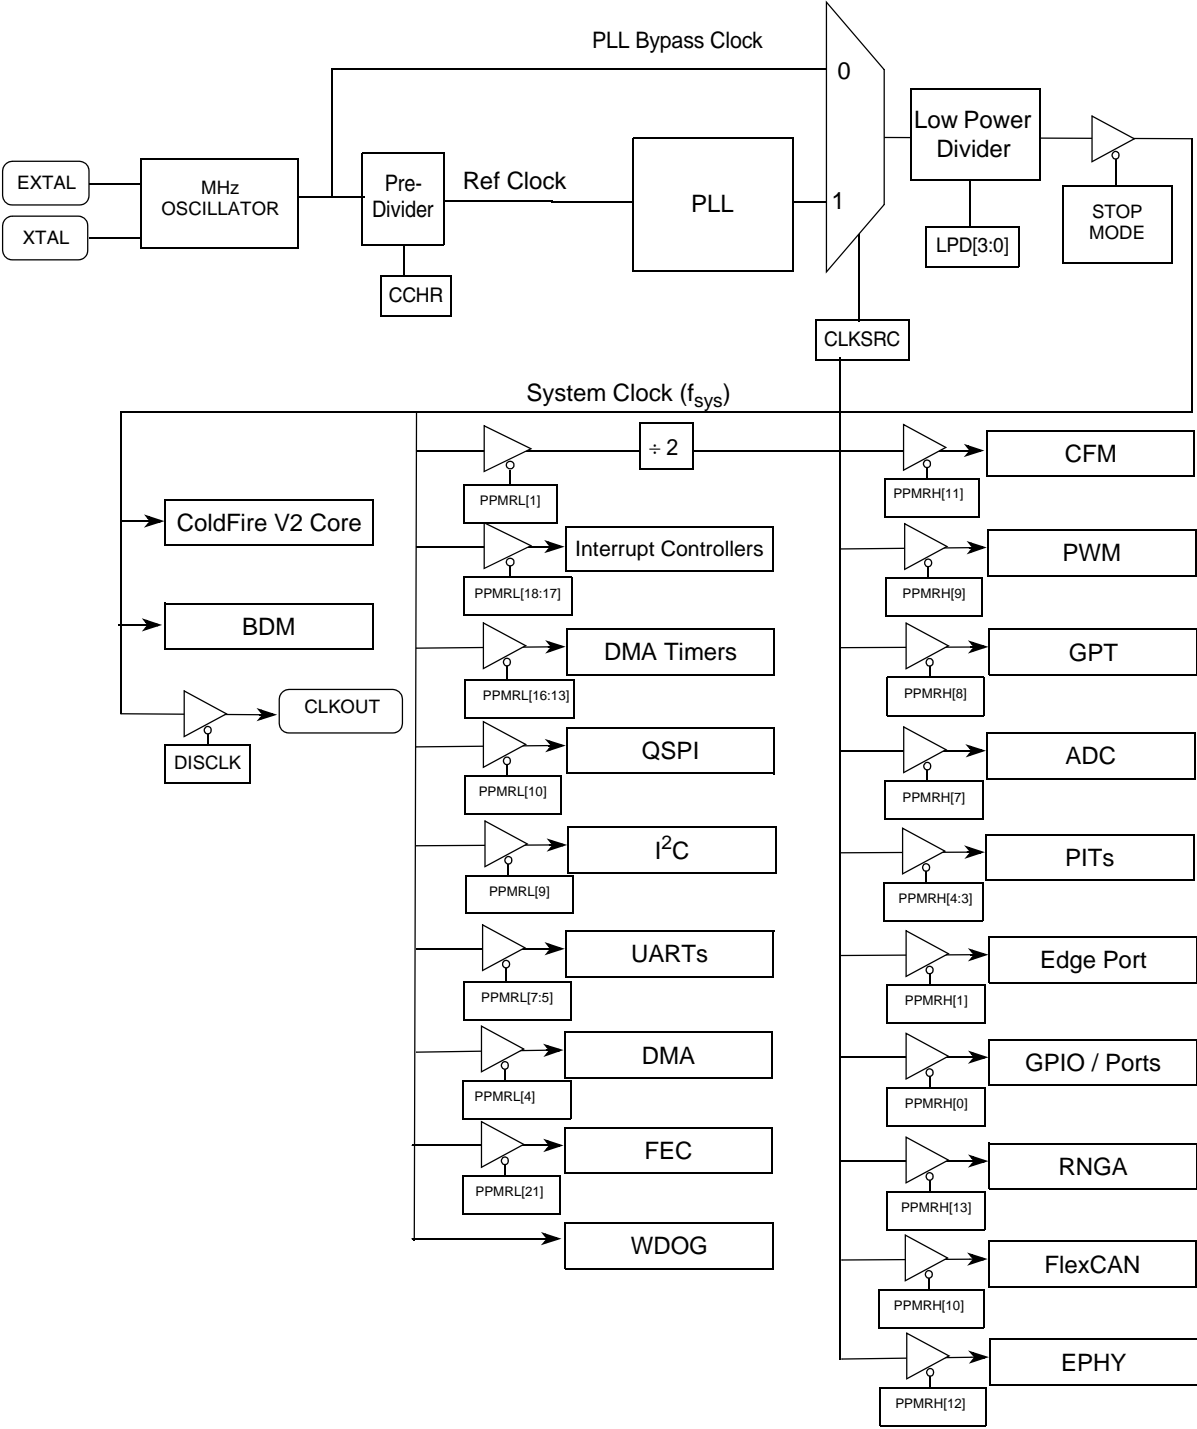 PLL Bypass Clock
0
Low Power
Divider
EXTAL
XTAL
MHz
OSCILLATOR
Pre-
Divider
Ref Clock
PLL
1
STOP
MODE
LPD[3:0]
CCHR
CLKSRC
System Clock (fsys)
÷ 2
CFM
PPMRL[1]
PPMRH[11]
ColdFire V2 Core
Interrupt Controllers
PWM
PPMRL[18:17]
PPMRH[9]
BDM
DMA Timers
GPT
PPMRL[16:13]
PPMRH[8]
CLKOUT
DISCLK
QSPI
ADC
PPMRL[10]
PPMRH[7]
I2C
PITs
PPMRL[9]
PPMRH[4:3]
UARTs
Edge Port
PPMRL[7:5]
PPMRH[1]
DMA
GPIO / Ports
PPMRL[4]
PPMRH[0]
FEC
RNGA
PPMRL[21]
PPMRH[13]
WDOG
FlexCAN
PPMRH[10]
EPHY
PPMRH[12]